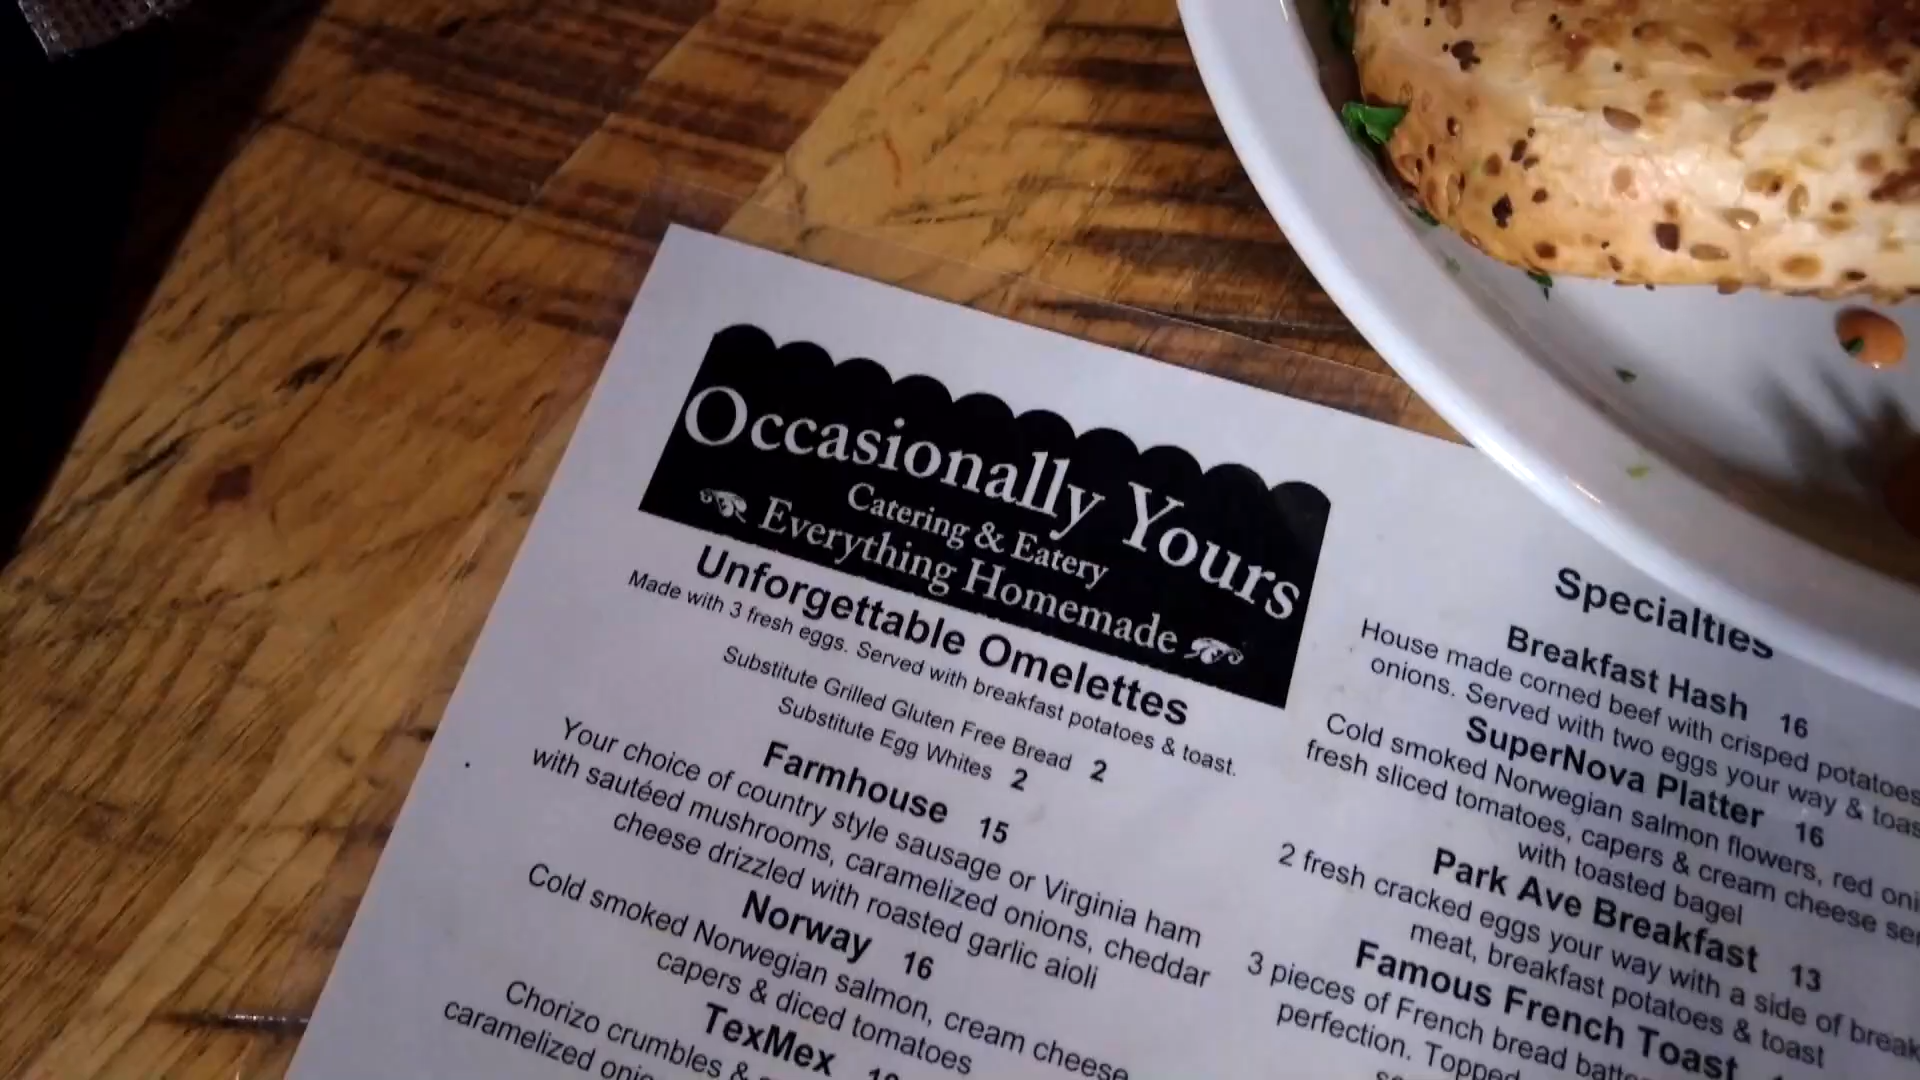 Occasionally Yours
Catering & Eatery
Everything Homemade
Unforgettable Omelettes
Made with 3 fresh eggs. Served with breakfast potatoes & toast.
Substitute Grilled Gluten Free Bread 2
Substitute Egg Whites 2
Farmhouse 15
Your choice of country style sausage or Virginia ham
with sautéed mushrooms, caramelized onions, cheddar
cheese drizzled with roasted garlic aioli
Norway 16
Cold smoked Norwegian salmon, cream cheese
capers & diced tomatoes
TexMex
Chorizo crumbles &
caramelized
Specialties
Breakfast Hash 16
House made corned beef with crisped potatoes
onions. Served with two eggs your way &
SuperNova Platter 16
Cold smoked Norwegian salmon flowers, red
fresh sliced tomatoes, capers & cream cheese
with toasted bagel
Park Ave Breakfast 13
2 fresh cracked eggs your way with a side of
meat, breakfast potatoes & toast
Famous French Toast
3 pieces of French bread
perfection. Topped